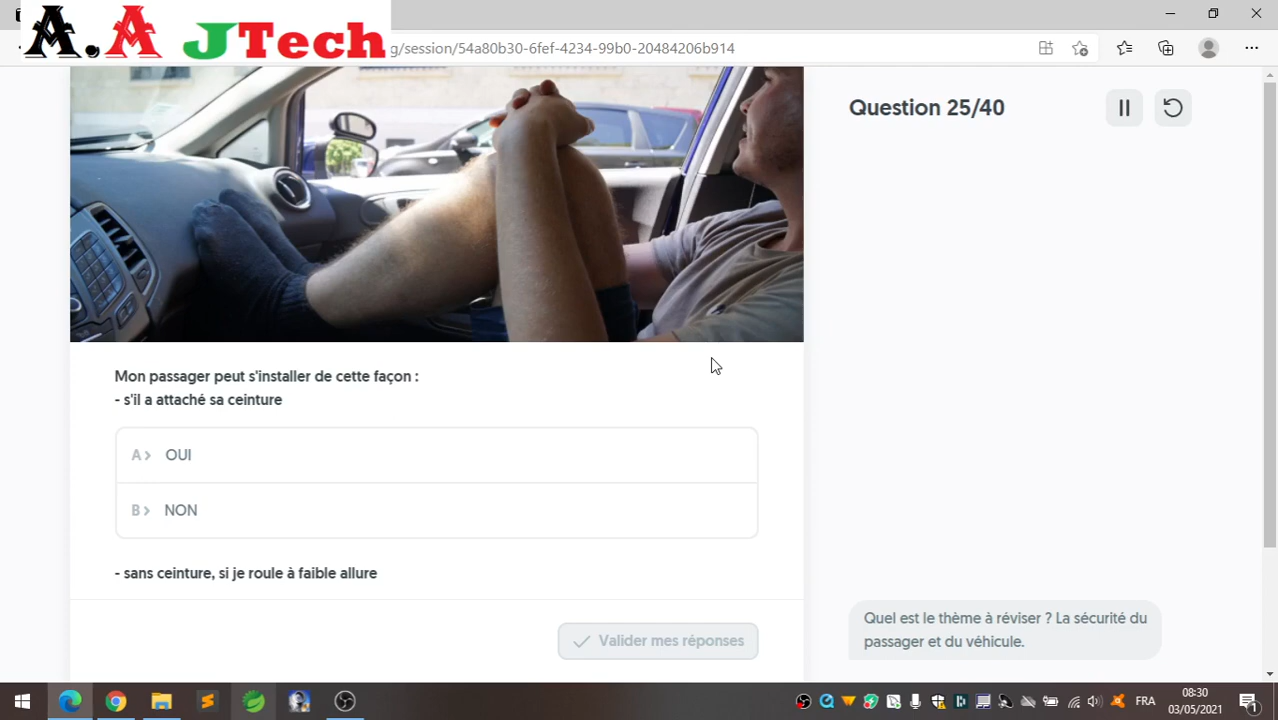 A.A JTech
g/session/54a80b30-6fef-4234-99b0-20484206b914
Question 25/40
Mon passager peut s'installer de cette façon :
- s'il a attaché sa ceinture
A > OUI
B > NON
- sans ceinture, si je roule à faible allure
Valider mes réponses
Quel est le thème à réviser ? La sécurité du
passager et du véhicule.
FRA
08:30
03/05/2021
1